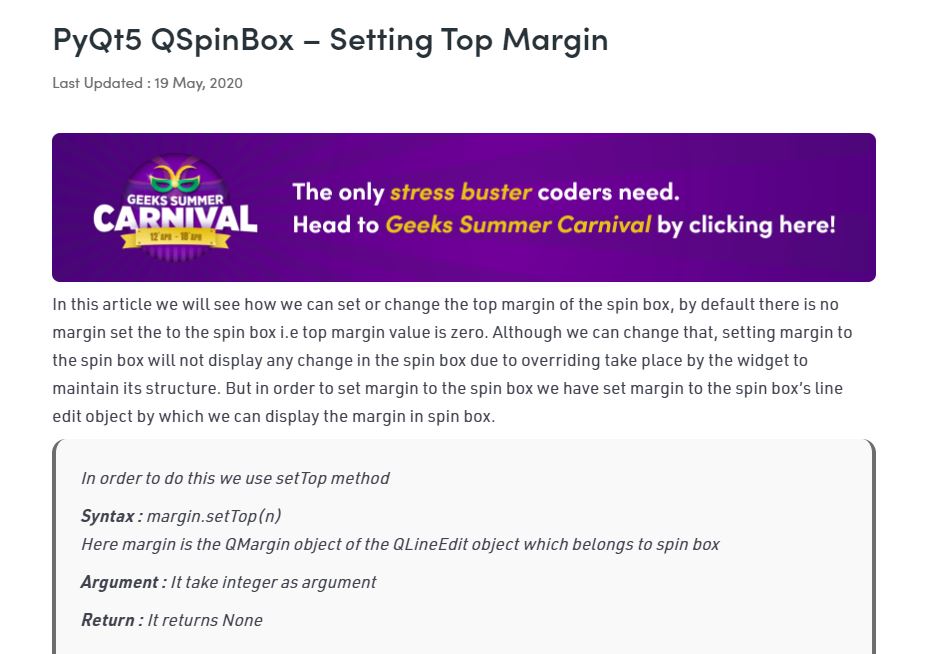 PyQt5 QSpinBox – Setting Top Margin
Last Updated : 19 May, 2020
GEEKS SUMMER
CARNIVAL
12 APR - 18 APR
The only stress buster coders need.
Head to Geeks Summer Carnival by clicking here!
In this article we will see how we can set or change the top margin of the spin box, by default there is no
margin set the to the spin box i.e top margin value is zero. Although we can change that, setting margin to
the spin box will not display any change in the spin box due to overriding take place by the widget to
maintain its structure. But in order to set margin to the spin box we have set margin to the spin box's line
edit object by which we can display the margin in spin box.
In order to do this we use setTop method
Syntax : margin.setTop(n)
Here margin is the QMargin object of the QLineEdit object which belongs to spin box
Argument : It take integer as argument
Return : It returns None